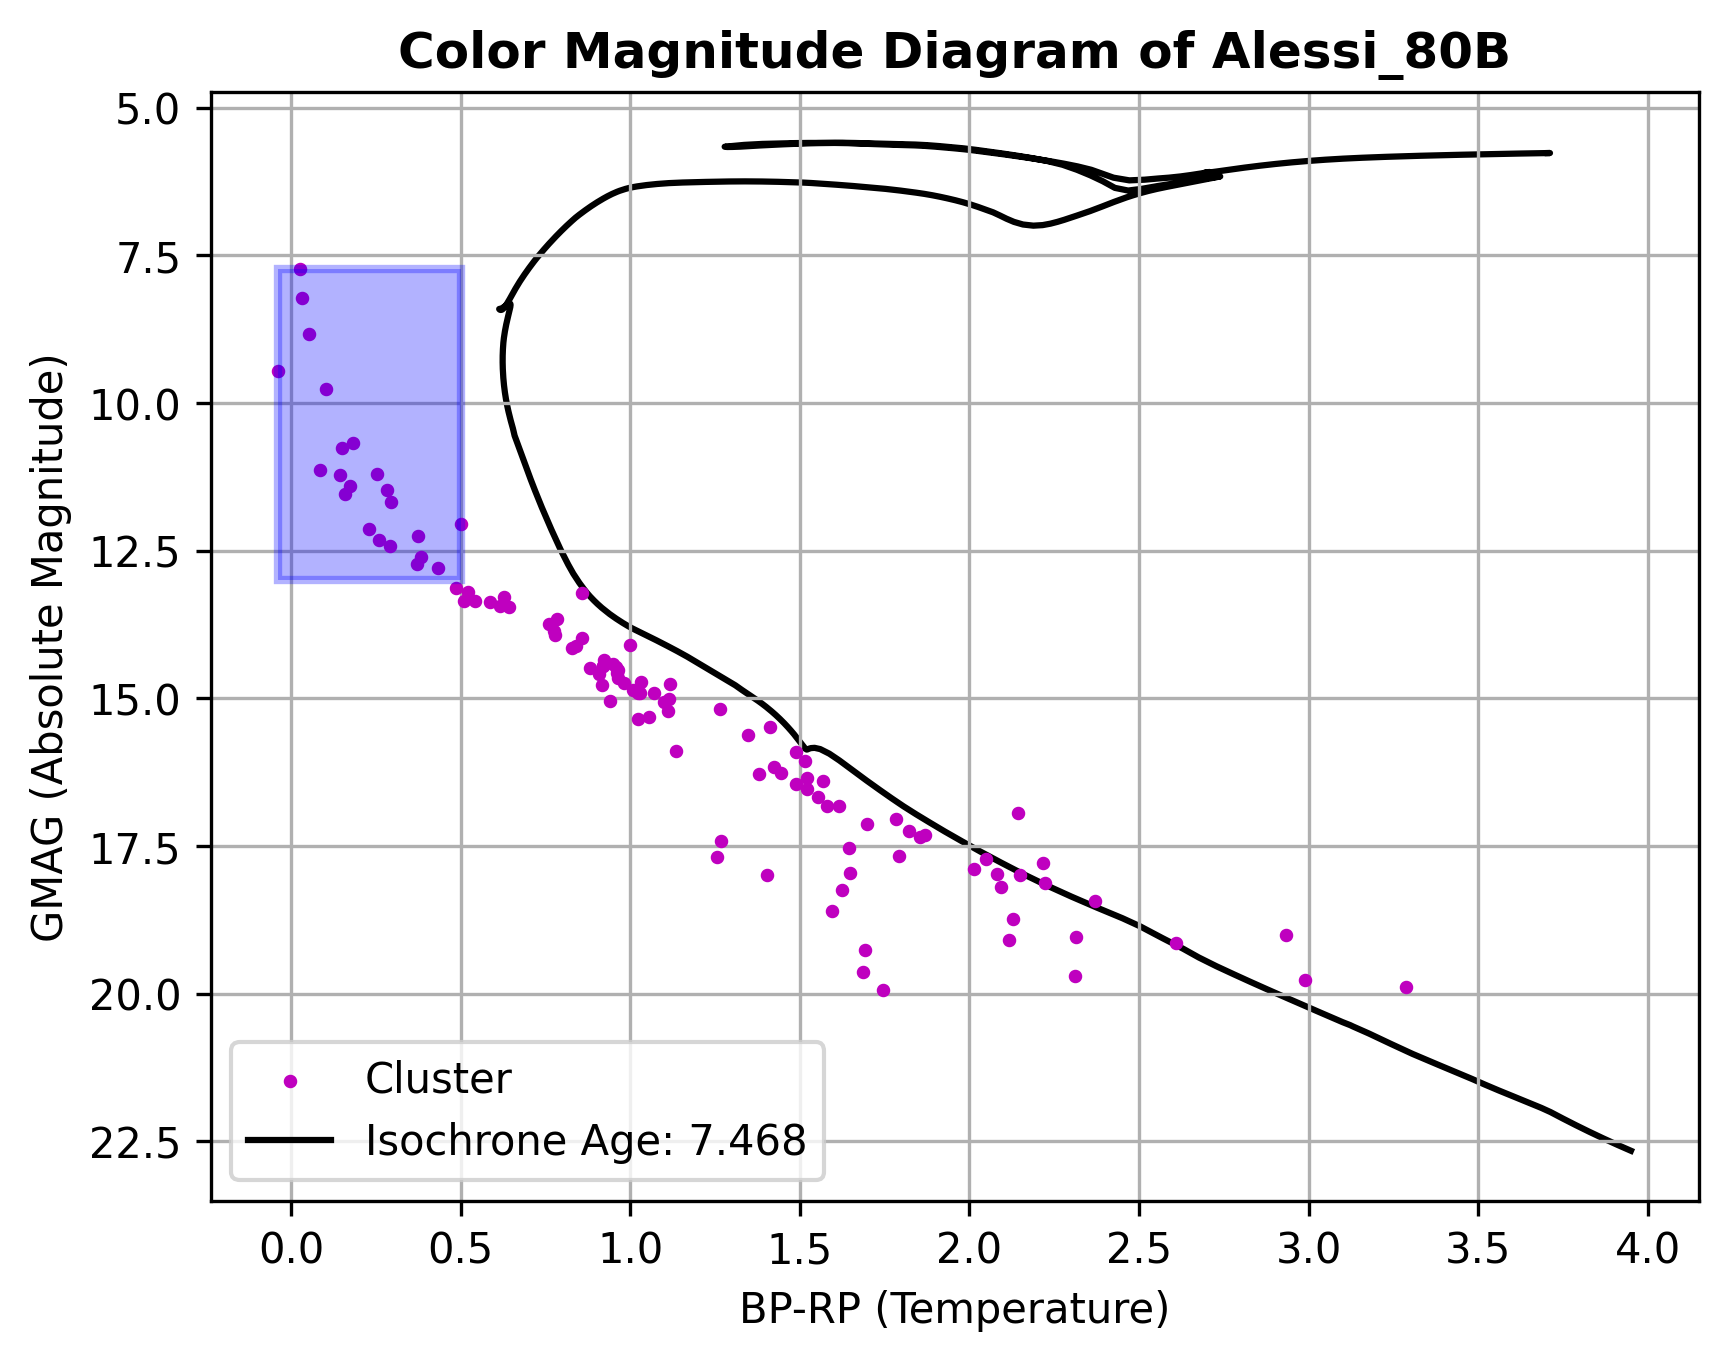 Color Magnitude Diagram of Alessi_80B
GMAG (Absolute Magnitude)
5.0
7.5
10.0
12.5
15.0
17.5
20.0
22.5
Cluster
Isochrone Age: 7.468
0.0 0.5 1.0 1.5 2.0 2.5 3.0 3.5 4.0
BP-RP (Temperature)